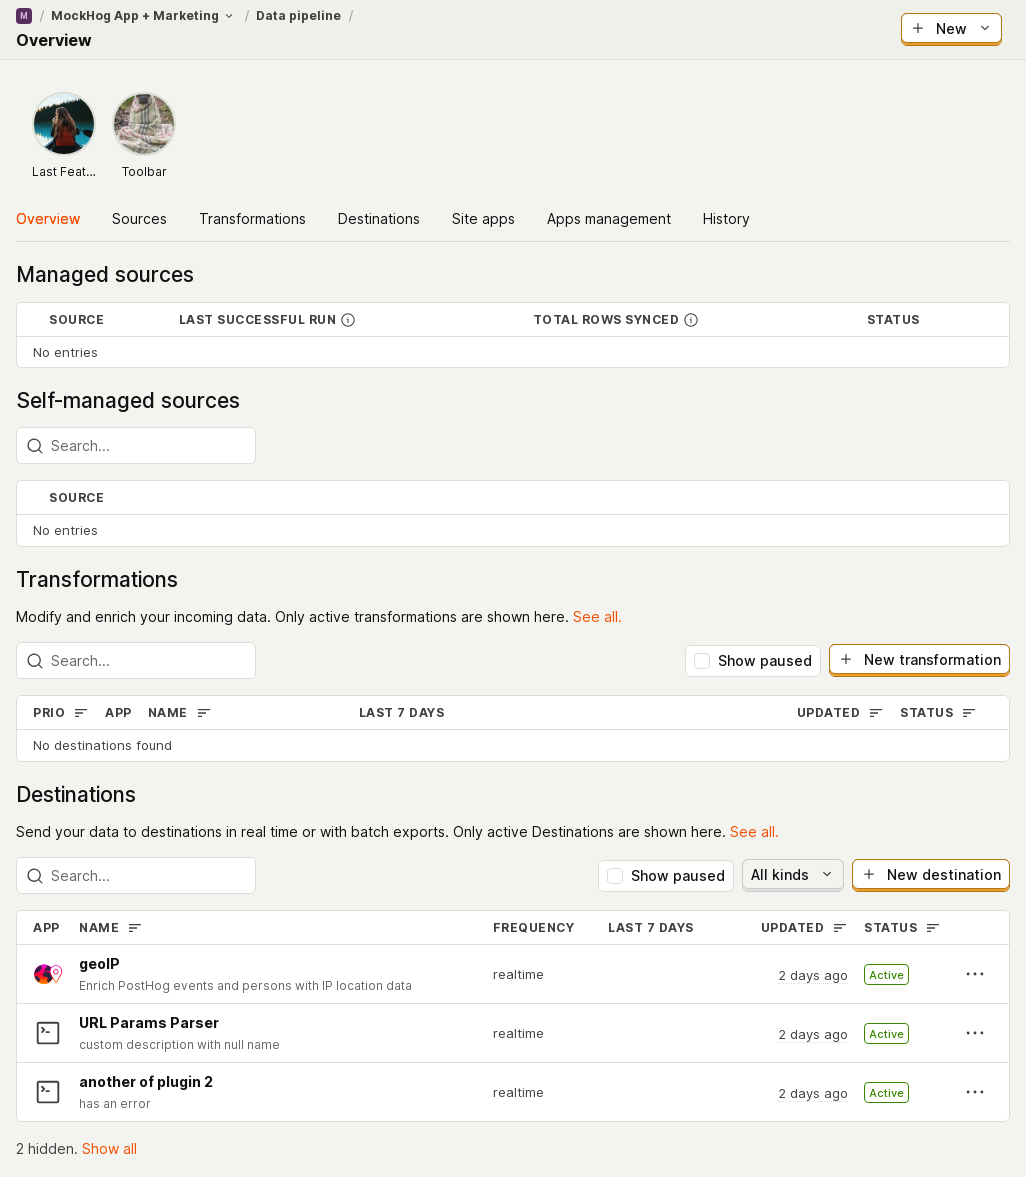 M / MockHog App + Marketing / Data pipeline /
Overview
New
Last Feat...
Toolbar
Overview
Sources
Transformations
Destinations
Site apps
Apps management
History
Managed sources
SOURCE LAST SUCCESSFUL RUN TOTAL ROWS SYNCED STATUS
No entries
Self-managed sources
Search...
SOURCE
No entries
Transformations
Modify and enrich your incoming data. Only active transformations are shown here. See all.
Search...
Show paused
New transformation
PRIO APP NAME LAST 7 DAYS UPDATED STATUS
No destinations found
Destinations
Send your data to destinations in real time or with batch exports. Only active Destinations are shown here. See all.
Search...
Show paused
All kinds
New destination
APP NAME FREQUENCY LAST 7 DAYS UPDATED STATUS
geoIP
Enrich PostHog events and persons with IP location data
realtime
2 days ago
Active
URL Params Parser
custom description with null name
realtime
2 days ago
Active
another of plugin 2
has an error
realtime
2 days ago
Active
2 hidden. Show all